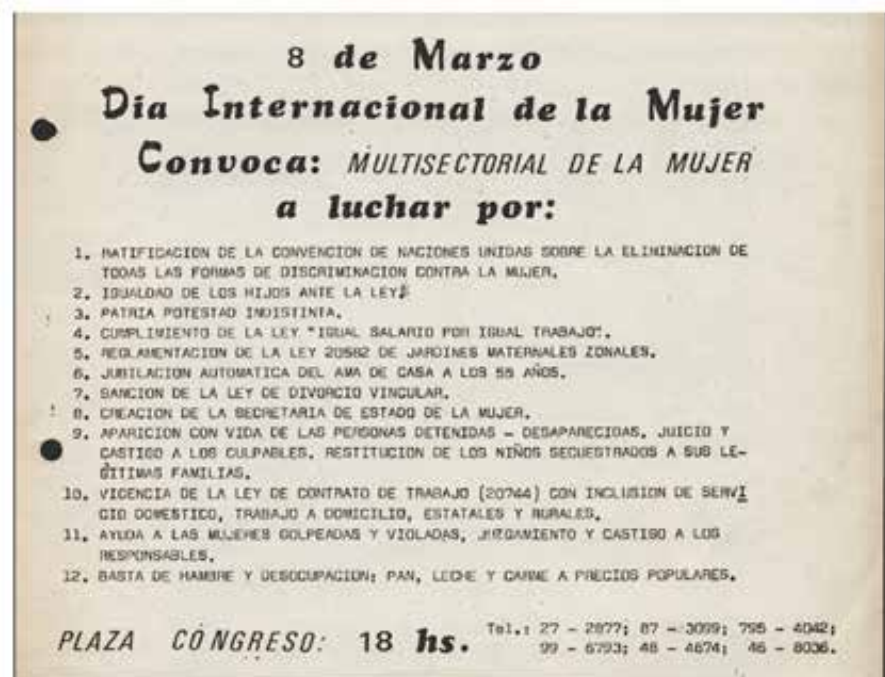 8 de Marzo
Dia Internacional de la Mujer
Convoca: MULTISECTORIAL DE LA MUJER
a luchar por:
1. RATIFICACION DE LA CONVENCION DE NACIONES UNIDAS SOBRE LA ELIMINACION DE
TODAS LAS FORMAS DE DISCRIMINACION CONTRA LA MUJER.
2. IGUALDAD DE LOS HIJOS ANTE LA LEY.
3. PATRIA POTESTAD INDISTINTA.
4. CUMPLIMIENTO DE LA LEY "IGUAL SALARIO POR IGUAL TRABAJO".
5. REGLAMENTACION DE LA LEY 20582 DE JARDINES MATERNALES ZONALES.
6. JUBILACION AUTOMATICA DEL AMA DE CASA A LOS 55 AÑOS.
7. SANCION DE LA LEY DE DIVORCIO VINCULAR.
8. CREACION DE LA SECRETARIA DE ESTADO DE LA MUJER.
9. APARICION CON VIDA DE LAS PERSONAS DETENIDAS - DESAPARECIDAS. JUICIO Y
CASTIGO A LOS CULPABLES. RESTITUCION DE LOS NIÑOS SECUESTRADOS A SUS LE-
GITIMAS FAMILIAS.
10. VIGENCIA DE LA LEY DE CONTRATO DE TRABAJO (20744) CON INCLUSION DE SERVI
CIO DOMESTICO, TRABAJO A DOMICILIO, ESTATALES Y RURALES.
11. AYUDA A LAS MUJERES GOLPEADAS Y VIOLADAS, JUZGAMIENTO Y CASTIGO A LOS
RESPONSABLES.
12. BASTA DE HAMBRE Y DESOCUPACION: PAN, LECHE Y CARNE A PRECIOS POPULARES.
PLAZA CONGRESO: 18 hs. Tel.: 27 - 2877; 87 - 3099; 795 - 4042;
99 - 6793; 48 - 4674; 46 - 8036.